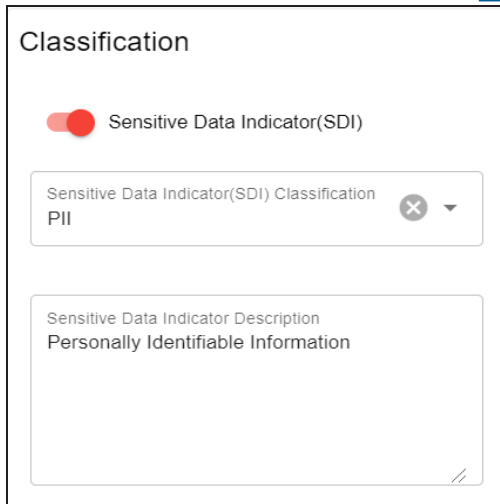 Classification
Sensitive Data Indicator(SDI)
Sensitive Data Indicator(SDI) Classification
PII
Sensitive Data Indicator Description
Personally Identifiable Information